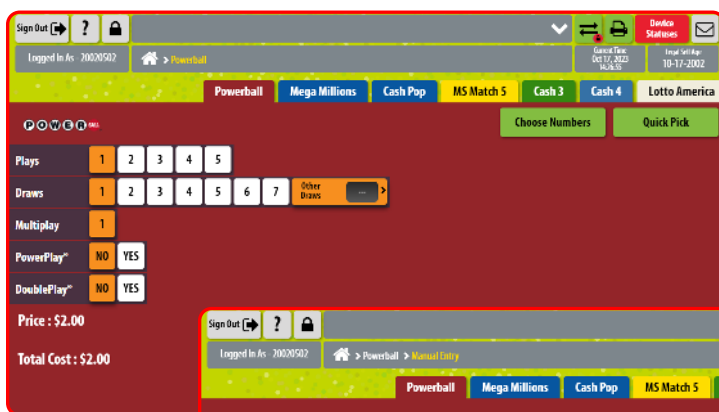 Sign Out ? Device Statuses
Logged In As 20020502 > Powerball Current Time Oct 17, 2023 Legal Sell Age 10-17-2002
Powerball Mega Millions Cash Pop MS Match 5 Cash 3 Cash 4 Lotto America
POWERBALL Choose Numbers Quick Pick
Plays 1 2 3 4 5
Draws 1 2 3 4 5 6 7 Other Draws ... >
Multiplay 1
PowerPlay® NO YES
DoublePlay® NO YES
Price : $2.00
Total Cost : $2.00
Sign Out ?
Logged In As 20020502 > Powerball > Manual Entry
Powerball Mega Millions Cash Pop MS Match 5